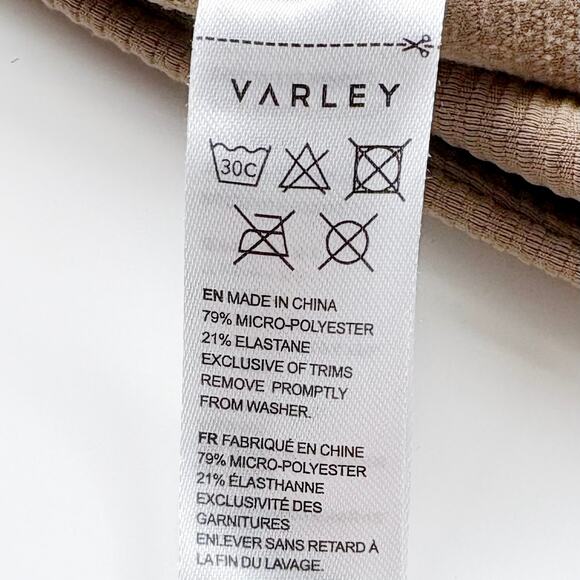 VARLEY
30C
EN MADE IN CHINA
79% MICRO-POLYESTER
21% ELASTANE
EXCLUSIVE OF TRIMS
REMOVE PROMPTLY
FROM WASHER.
FR FABRIQUÉ EN CHINE
79% MICRO-POLYESTER
21% ÉLASTHANNE
EXCLUSIVITÉ DES
GARNITURES
ENLEVER SANS RETARD À
LA FIN DU LAVAGE.